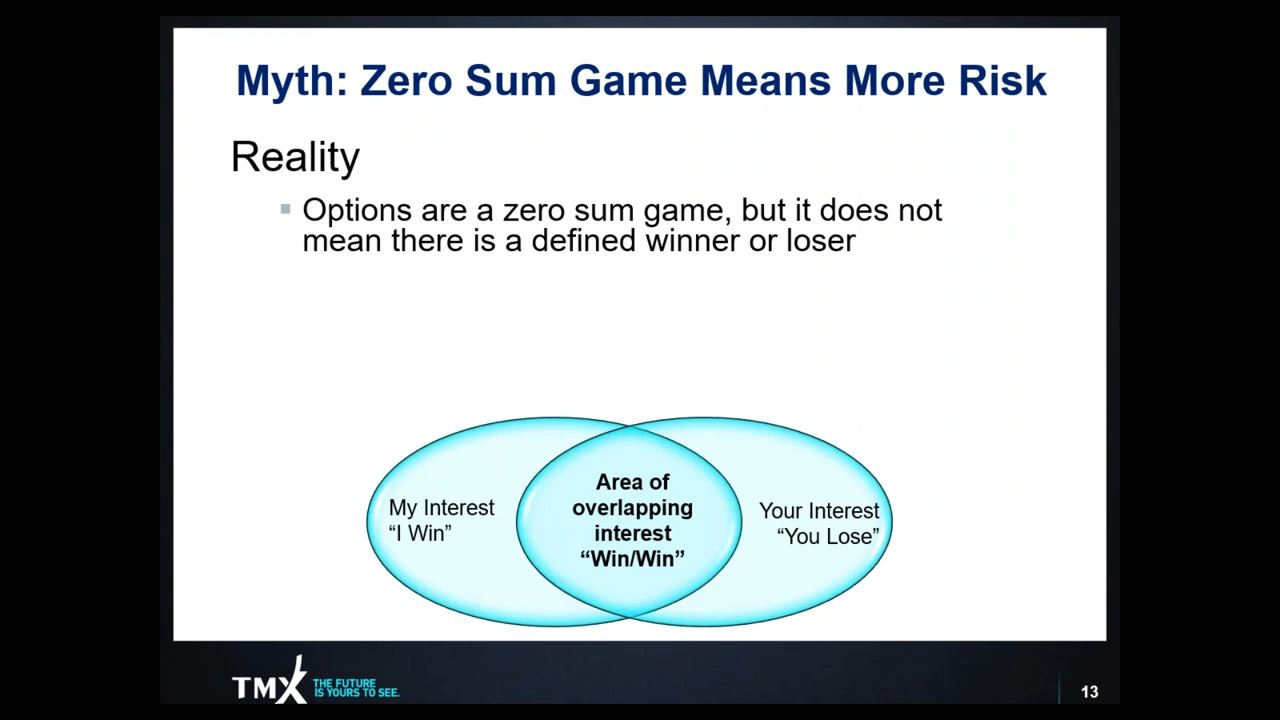 Myth: Zero Sum Game Means More Risk
Reality
Options are a zero sum game, but it does not
mean there is a defined winner or loser
My Interest
“I Win”
Area of
overlapping
interest
“Win/Win”
Your Interest
“You Lose”
TMX
THE FUTURE
IS YOURS TO SEE.
13